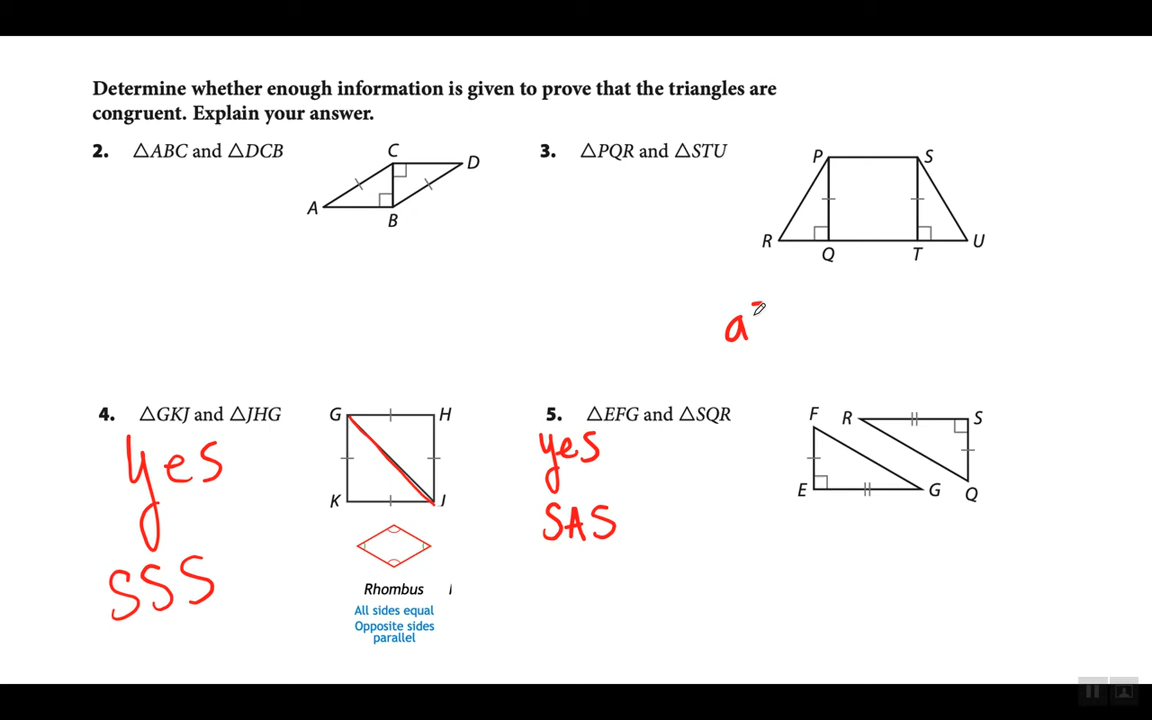 Determine whether enough information is given to prove that the triangles are
congruent. Explain your answer.
2. △ABC and △DCB
C
D
A
B
3. △PQR and △STU
P
S
R
U
Q
T
a
4. △GKJ and △JHG
G
H
K
J
yes
SSS
Rhombus
All sides equal
Opposite sides
parallel
5. △EFG and △SQR
F
R
S
E
G
Q
yes
SAS